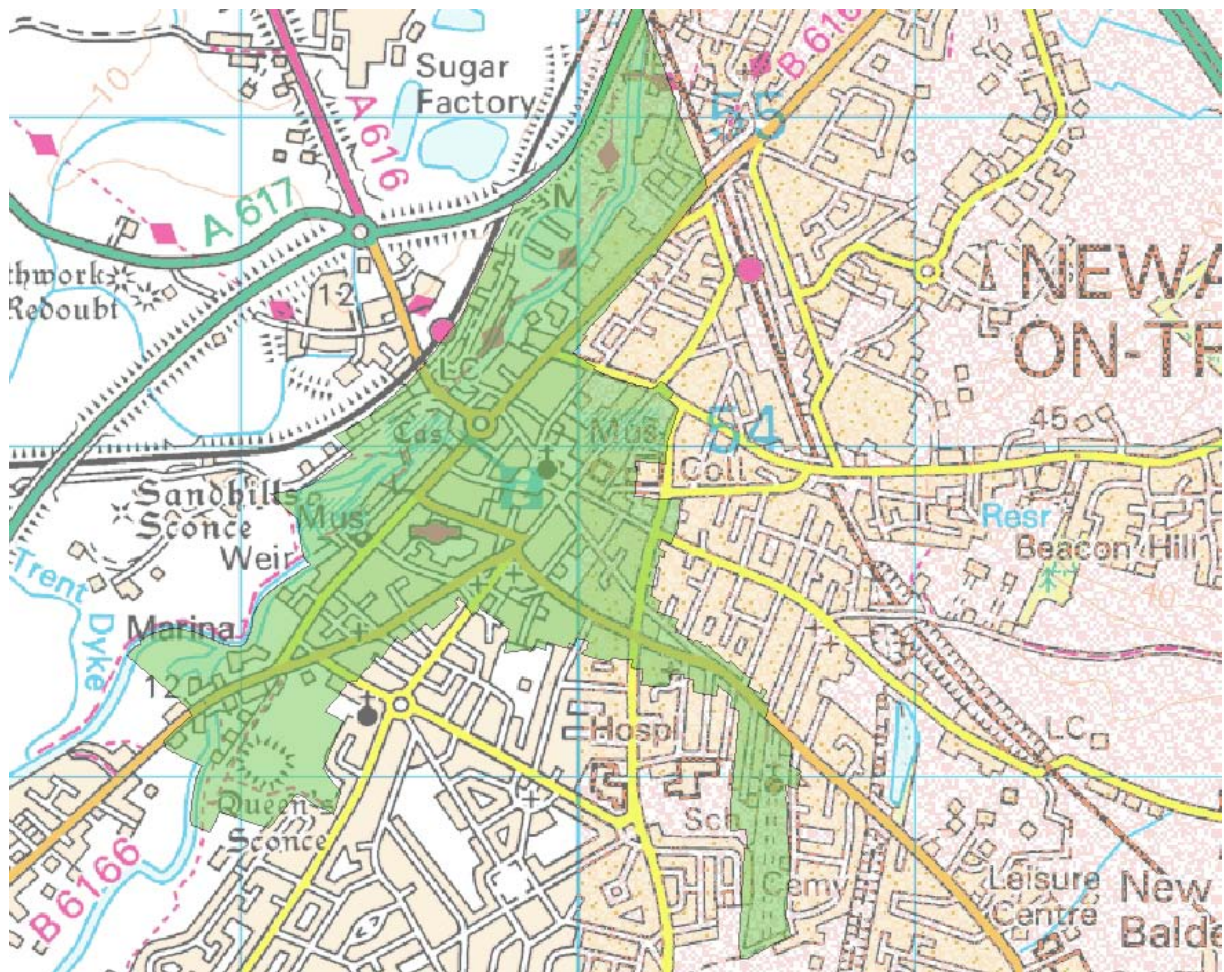 Sugar
Factory
B 616
55
10
A 616
A 617
M
thwork
Redoubt
12
NEWA
ON-TR
LC
54
45
Cas
Mus.
Coll
H
Sandhills
Sconce
Mus.
Weir
Resr
Beacon Hill
Trent
Dyke
40
Marina
12
Hospl
LC
Queen's
Sconce
Sch
B 6166
Cemy
Leisure
Centre
New
Balde